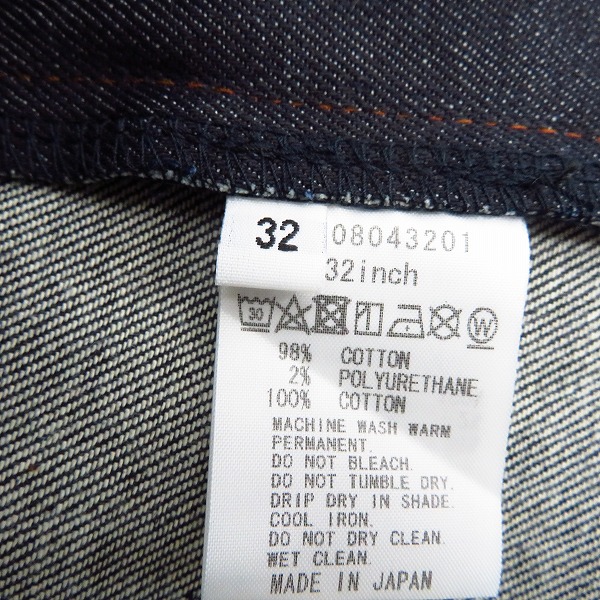 32 08043201
32inch
30 W
98% COTTON
2% POLYURETHANE
100% COTTON
MACHINE WASH WARM
PERMANENT.
DO NOT BLEACH.
DO NOT TUMBLE DRY.
DRIP DRY IN SHADE.
COOL IRON.
DO NOT DRY CLEAN.
WET CLEAN.
MADE IN JAPAN